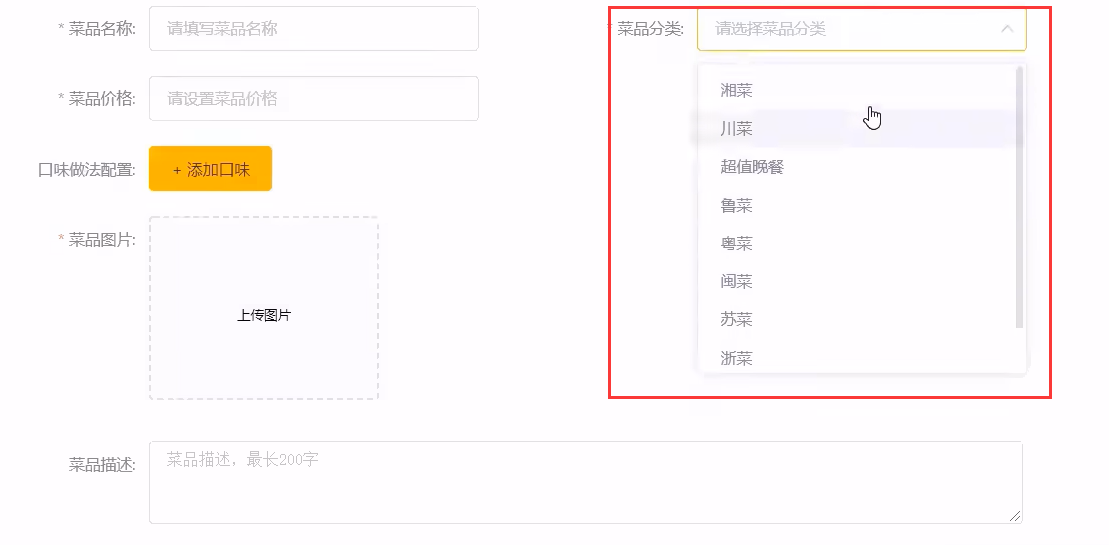 * 菜品名称: 请填写菜品名称
* 菜品分类: 请选择菜品分类
* 菜品价格: 请设置菜品价格
口味做法配置: + 添加口味
* 菜品图片:
上传图片
湘菜
川菜
超值晚餐
鲁菜
粤菜
闽菜
苏菜
浙菜
菜品描述: 菜品描述，最长200字